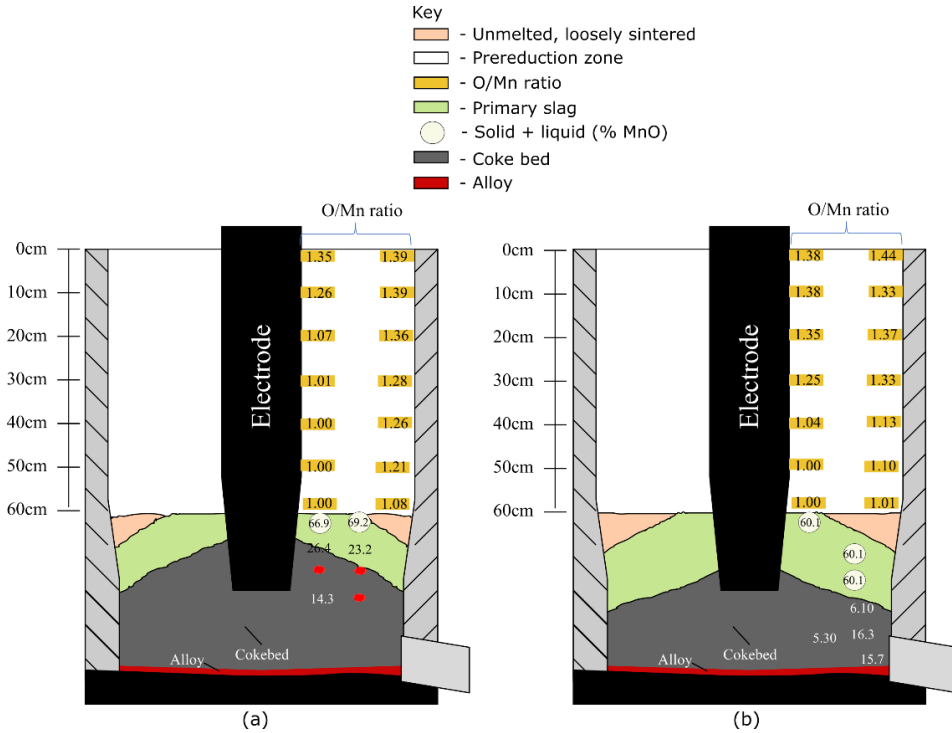 Key
- Unmelted, loosely sintered
- Prereduction zone
- O/Mn ratio
- Primary slag
- Solid + liquid (% MnO)
- Coke bed
- Alloy
O/Mn ratio
0cm
10cm
20cm
30cm
40cm
50cm
60cm
Electrode
1.35 1.39
1.26 1.39
1.07 1.36
1.01 1.28
1.00 1.26
1.00 1.21
1.00 1.08
66.9 69.2
26.4 23.2
14.3
Cokebed
Alloy
(a)
O/Mn ratio
0cm
10cm
20cm
30cm
40cm
50cm
60cm
Electrode
1.38 1.44
1.38 1.33
1.35 1.37
1.25 1.33
1.04 1.13
1.00 1.10
1.00 1.01
60.1
60.1
60.1
6.10
5.30 16.3
15.7
Cokebed
Alloy
(b)